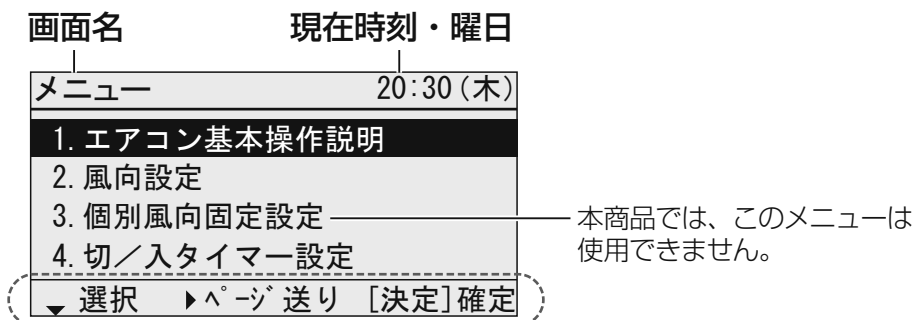 画面名　現在時刻・曜日
メニュー　20:30(木)
1. エアコン基本操作説明
2. 風向設定
3. 個別風向固定設定
本商品では、このメニューは
使用できません。
4. 切／入タイマー設定
選択　▶ﾍﾟｰｼﾞ送り　[決定]確定